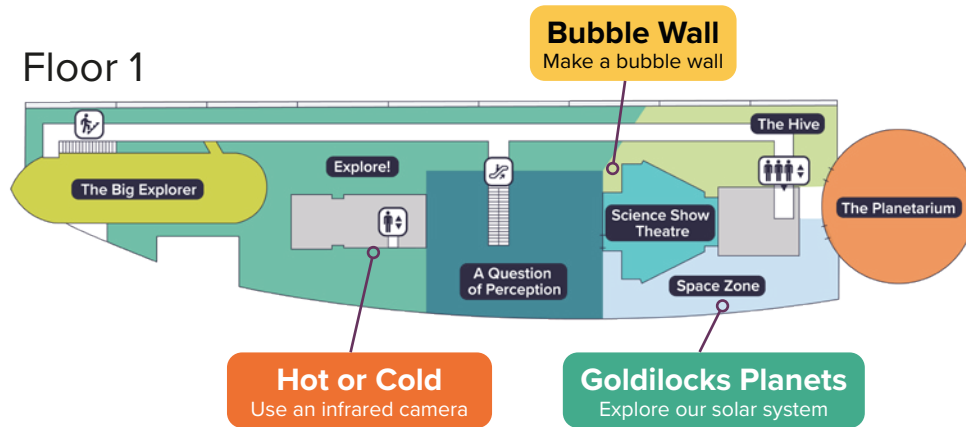 Bubble Wall
Make a bubble wall
Floor 1
The Hive
Explore!
The Big Explorer
The Planetarium
Science Show
Theatre
A Question
of Perception
Space Zone
Hot or Cold
Use an infrared camera
Goldilocks Planets
Explore our solar system